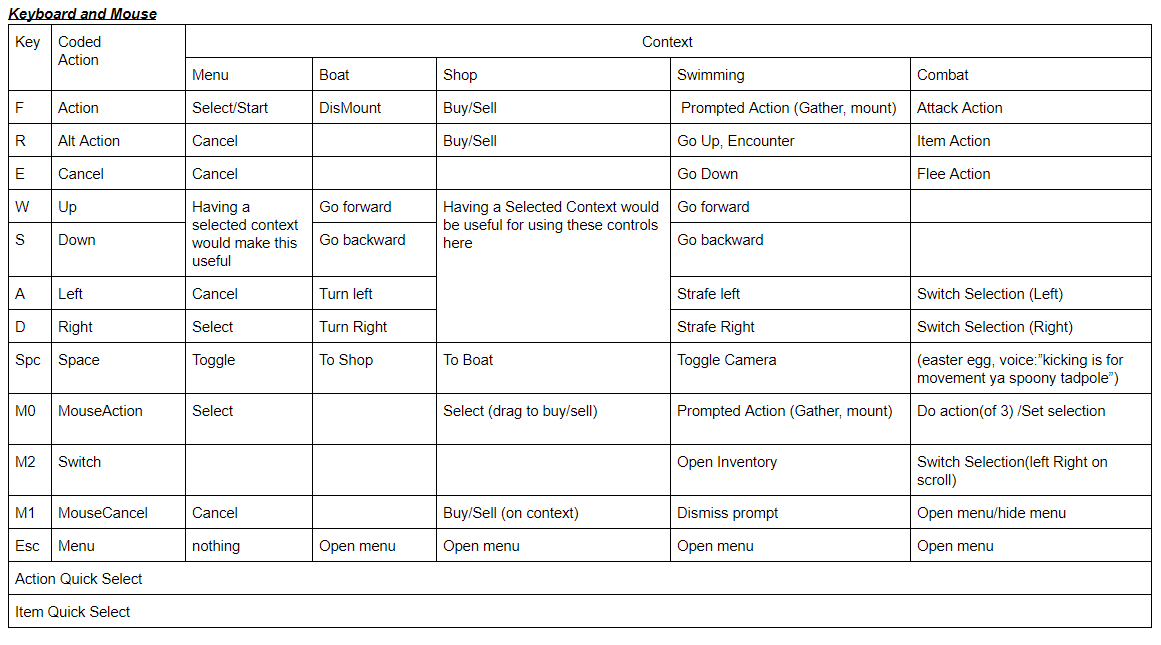 Keyboard and Mouse
Key Coded Action Context
Menu Boat Shop Swimming Combat
F Action Select/Start DisMount Buy/Sell Prompted Action (Gather, mount) Attack Action
R Alt Action Cancel Buy/Sell Go Up, Encounter Item Action
E Cancel Cancel Go Down Flee Action
W Up Having a selected context would make this useful Go forward Having a Selected Context would be useful for using these controls here Go forward
S Down Go backward Go backward
A Left Cancel Turn left Strafe left Switch Selection (Left)
D Right Select Turn Right Strafe Right Switch Selection (Right)
Spc Space Toggle To Shop To Boat Toggle Camera (easter egg, voice:”kicking is for movement ya spoony tadpole”)
M0 MouseAction Select Select (drag to buy/sell) Prompted Action (Gather, mount) Do action(of 3) /Set selection
M2 Switch Open Inventory Switch Selection(left Right on scroll)
M1 MouseCancel Cancel Buy/Sell (on context) Dismiss prompt Open menu/hide menu
Esc Menu nothing Open menu Open menu Open menu Open menu
Action Quick Select
Item Quick Select